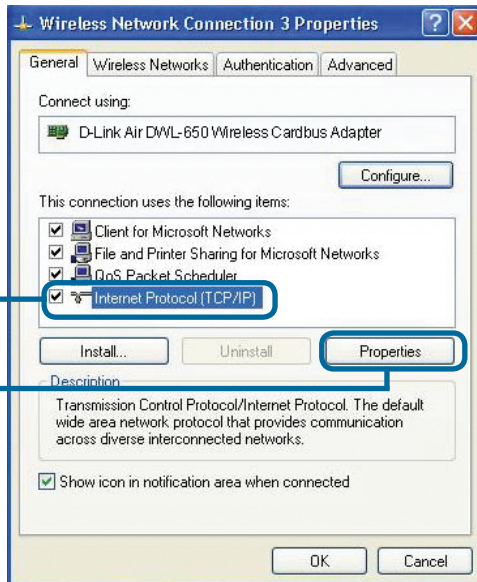 Wireless Network Connection 3 Properties
General Wireless Networks Authentication Advanced
Connect using:
D-Link Air DWL-650 Wireless Cardbus Adapter
Configure...
This connection uses the following items:
Client for Microsoft Networks
File and Printer Sharing for Microsoft Networks
QoS Packet Scheduler
Internet Protocol (TCP/IP)
Install... Uninstall Properties
Description
Transmission Control Protocol/Internet Protocol. The default
wide area network protocol that provides communication
across diverse interconnected networks.
Show icon in notification area when connected
OK Cancel